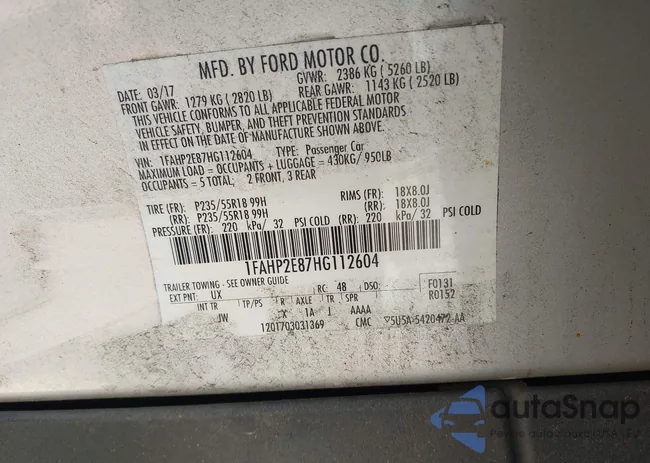 MFD. BY FORD MOTOR CO.
DATE: 03/17 GVWR: 2386 KG ( 5260 LB)
FRONT GAWR: 1279 KG ( 2820 LB) REAR GAWR: 1143 KG ( 2520 LB)
THIS VEHICLE CONFORMS TO ALL APPLICABLE FEDERAL MOTOR
VEHICLE SAFETY, BUMPER, AND THEFT PREVENTION STANDARDS
IN EFFECT ON THE DATE OF MANUFACTURE SHOWN ABOVE.
VIN: 1FAHP2E87HG112604 TYPE: Passenger Car
MAXIMUM LOAD = OCCUPANTS + LUGGAGE = 430KG/ 950LB
OCCUPANTS = 5 TOTAL, 2 FRONT, 3 REAR
TIRE (FR): P235/55R18 99H RIMS (FR): 18X8.0J
(RR): P235/55R18 99H (RR): 18X8.0J
PRESSURE (FR): 220 kPa/ 32 PSI COLD (RR): 220 kPa/ 32 PSI COLD
1FAHP2E87HG112604
TRAILER TOWING - SEE OWNER GUIDE
EXT PNT: UX RC: 48 DSO: F0131
INT TR TP/PS R AXLE TR SPR R0152
JW X 1A J AAAA
1201703031369 CMC 5U5A-5420472-AA
autaSnap